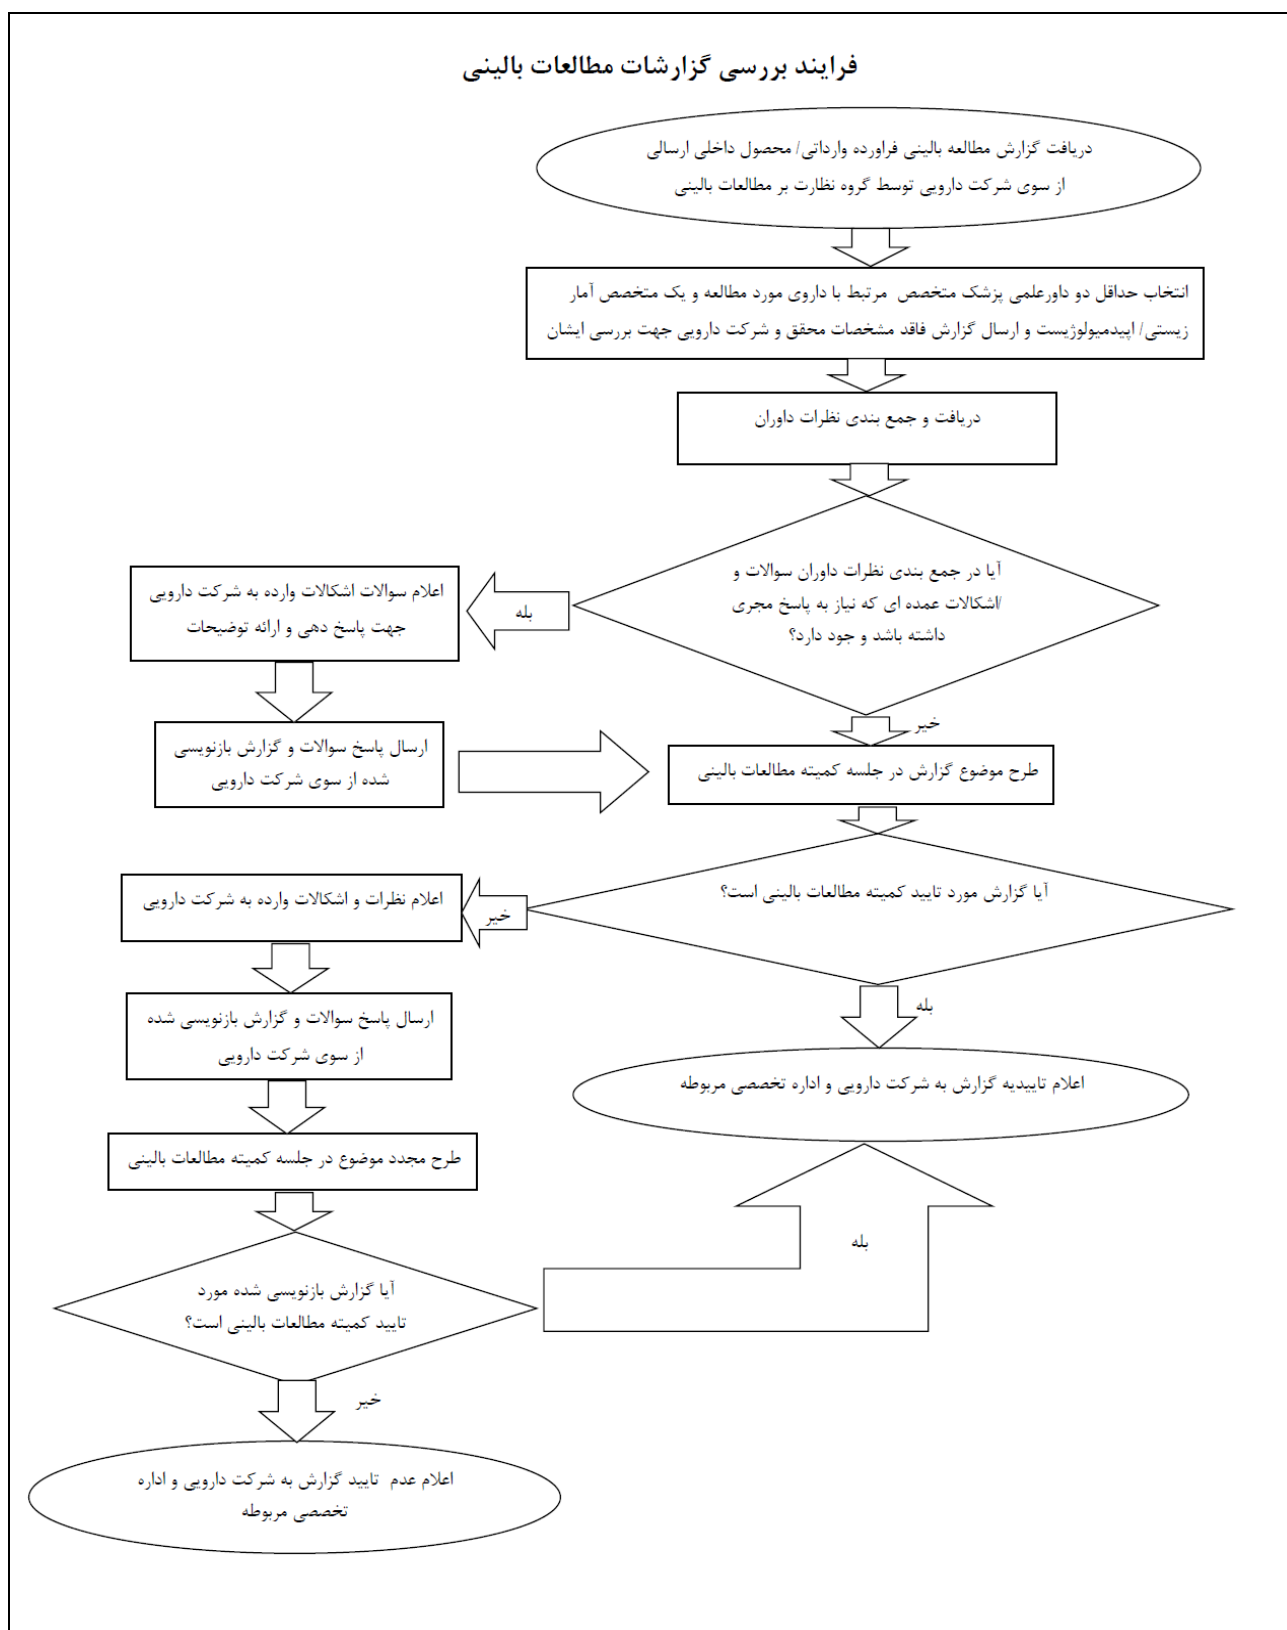 فرایند بررسی گزارشات مطالعات بالینی
دریافت گزارش مطالعه بالینی فراورده وارداتی/ محصول داخلی ارسالی
از سوی شرکت دارویی توسط گروه نظارت بر مطالعات بالینی
انتخاب حداقل دو داورعلمی پزشک متخصص مرتبط با داروی مورد مطالعه و یک متخصص آمار
زیستی/ اپیدمیولوژیست و ارسال گزارش فاقد مشخصات محقق و شرکت دارویی جهت بررسی ایشان
دریافت و جمع بندی نظرات داوران
آیا در جمع بندی نظرات داوران سوالات و
/اشکالات عمده ای که نیاز به پاسخ مجری
داشته باشد و جود دارد؟
بله
اعلام سوالات اشکالات وارده به شرکت دارویی
جهت پاسخ دهی و ارائه توضیحات
خیر
ارسال پاسخ سوالات و گزارش بازنویسی
شده از سوی شرکت دارویی
طرح موضوع گزارش در جلسه کمیته مطالعات بالینی
آیا گزارش مورد تایید کمیته مطالعات بالینی است؟
خیر
اعلام نظرات و اشکالات وارده به شرکت دارویی
بله
ارسال پاسخ سوالات و گزارش بازنویسی شده
از سوی شرکت دارویی
اعلام تاییدیه گزارش به شرکت دارویی و اداره تخصصی مربوطه
طرح مجدد موضوع در جلسه کمیته مطالعات بالینی
بله
آیا گزارش بازنویسی شده مورد
تایید کمیته مطالعات بالینی است؟
خیر
اعلام عدم تایید گزارش به شرکت دارویی و اداره
تخصصی مربوطه